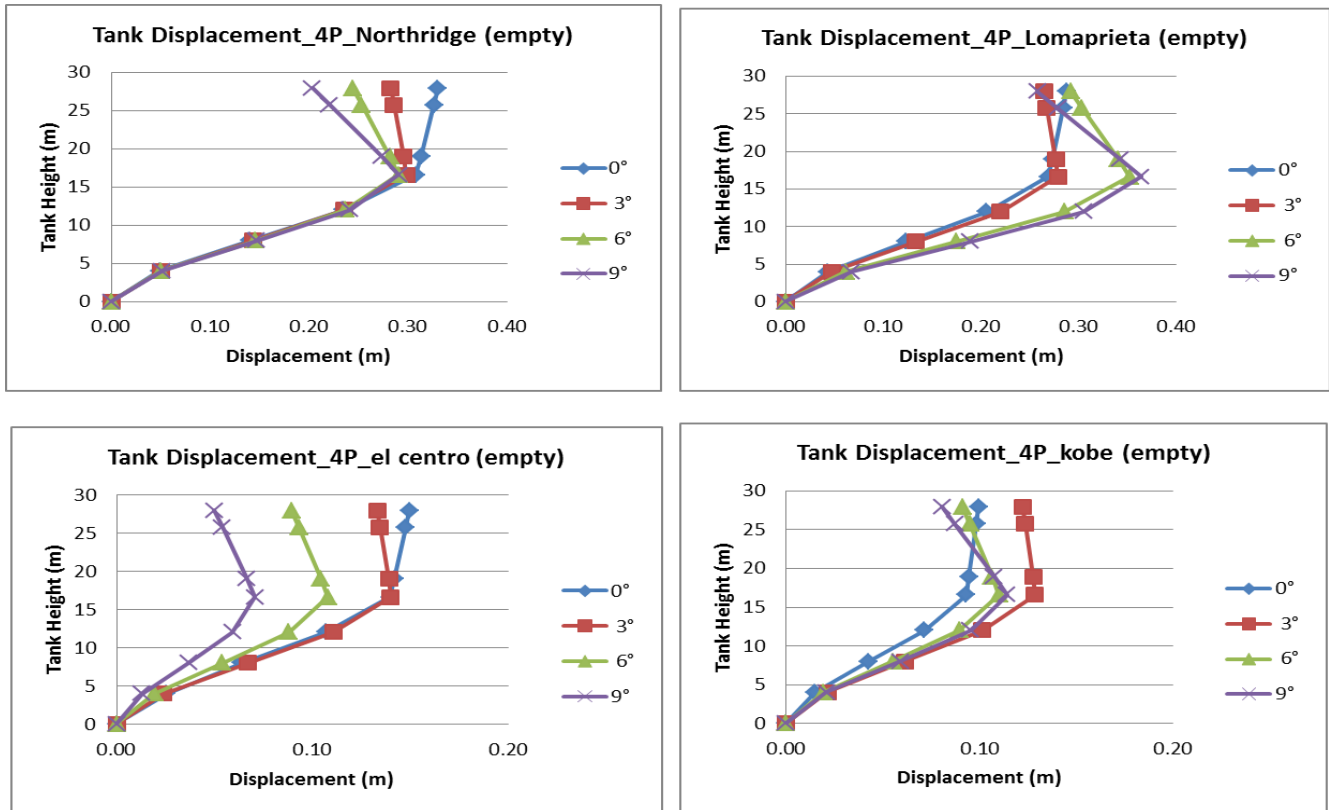 Tank Displacement_4P_Northridge (empty)
Tank Height (m)
30
25
20
15
10
5
0
0.00 0.10 0.20 0.30 0.40
Displacement (m)
0°
3°
6°
9°
Tank Displacement_4P_Lomaprieta (empty)
Tank Height (m)
30
25
20
15
10
5
0
0.00 0.10 0.20 0.30 0.40
Displacement (m)
0°
3°
6°
9°
Tank Displacement_4P_el centro (empty)
Tank Height (m)
30
25
20
15
10
5
0
0.00 0.10 0.20
Displacement (m)
0°
3°
6°
9°
Tank Displacement_4P_kobe (empty)
Tank Height (m)
30
25
20
15
10
5
0
0.00 0.10 0.20
Displacement (m)
0°
3°
6°
9°